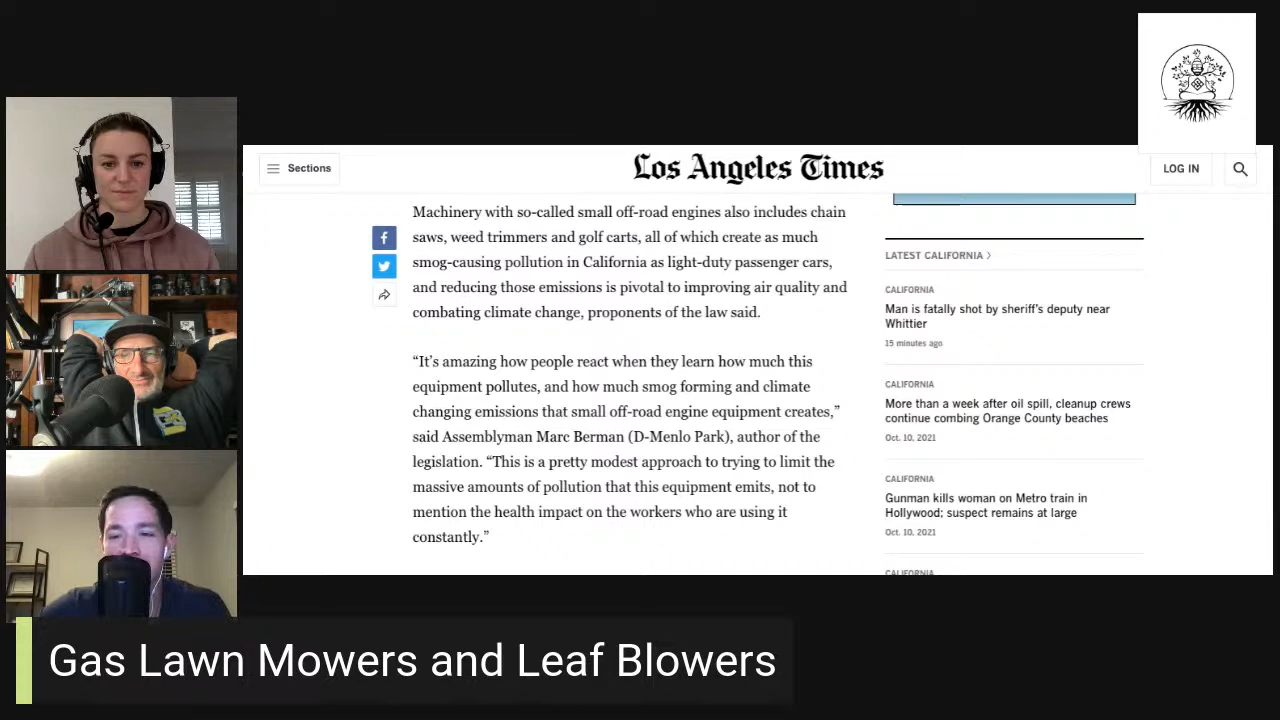 Sections
Los Angeles Times
LOG IN
Machinery with so-called small off-road engines also includes chain
saws, weed trimmers and golf carts, all of which create as much
smog-causing pollution in California as light-duty passenger cars,
and reducing those emissions is pivotal to improving air quality and
combating climate change, proponents of the law said.
“It’s amazing how people react when they learn how much this
equipment pollutes, and how much smog forming and climate
changing emissions that small off-road engine equipment creates,”
said Assemblyman Marc Berman (D-Menlo Park), author of the
legislation. “This is a pretty modest approach to trying to limit the
massive amounts of pollution that this equipment emits, not to
mention the health impact on the workers who are using it
constantly.”
LATEST CALIFORNIA
CALIFORNIA
Man is fatally shot by sheriff’s deputy near
Whittier
15 minutes ago
CALIFORNIA
More than a week after oil spill, cleanup crews
continue combing Orange County beaches
Oct. 10, 2021
CALIFORNIA
Gunman kills woman on Metro train in
Hollywood; suspect remains at large
Oct. 10, 2021
CALIFORNIA
Gas Lawn Mowers and Leaf Blowers